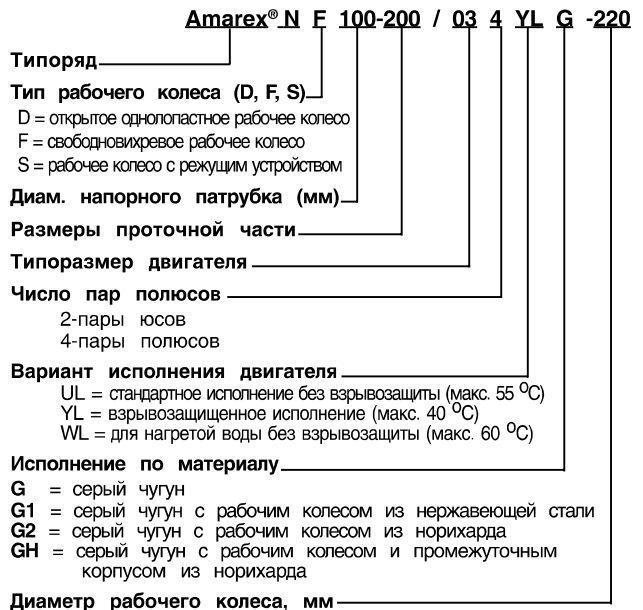 Amarex® N F 100-200 / 03 4 YL G -220
Типоряд
Тип рабочего колеса (D, F, S)
D = открытое однолопастное рабочее колесо
F = свободновихревое рабочее колесо
S = рабочее колесо с режущим устройством
Диам. напорного патрубка (мм)
Размеры проточной части
Типоразмер двигателя
Число пар полюсов
2-пары юсов
4-пары полюсов
Вариант исполнения двигателя
UL = стандартное исполнение без взрывозащиты (макс. 55 °C)
YL = взрывозащищенное исполнение (макс. 40 °C)
WL = для нагретой воды без взрывозащиты (макс. 60 °C)
Исполнение по материалу
G = серый чугун
G1 = серый чугун с рабочим колесом из нержавеющей стали
G2 = серый чугун с рабочим колесом из норихарда
GH = серый чугун с рабочим колесом и промежуточным
корпусом из норихарда
Диаметр рабочего колеса, мм